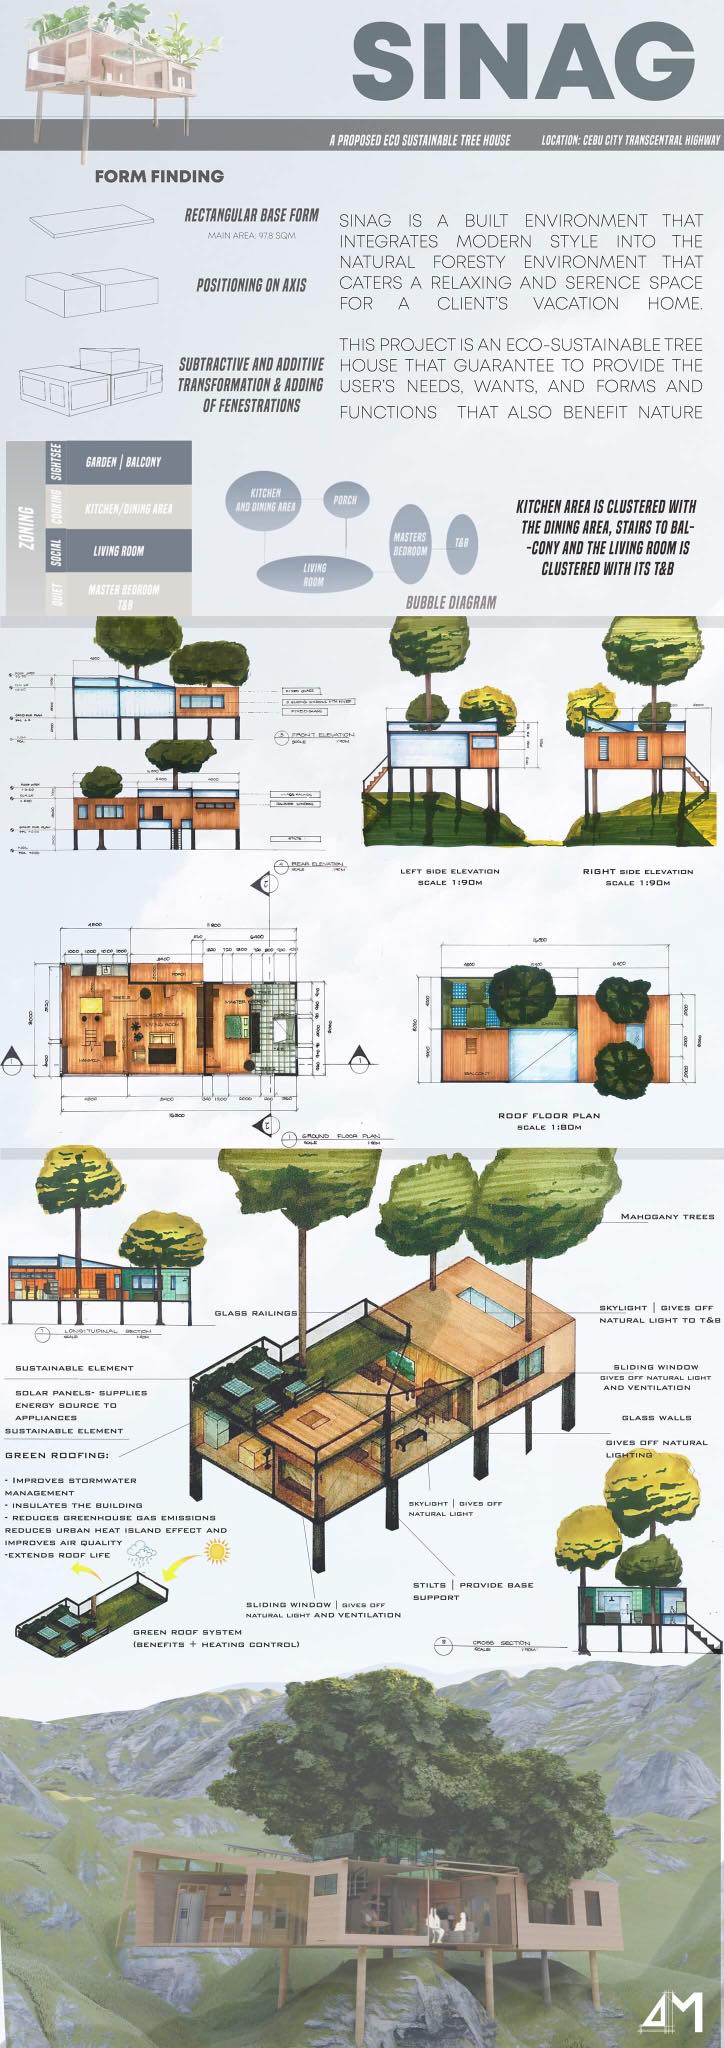 SINAG
A PROPOSED ECO SUSTAINABLE TREE HOUSE
LOCATION: CEBU CITY TRANSCENTRAL HIGHWAY
FORM FINDING
RECTANGULAR BASE FORM
MAIN AREA: 97.8 SQM
POSITIONING ON AXIS
SUBTRACTIVE AND ADDITIVE
TRANSFORMATION & ADDING
OF FENESTRATIONS
SINAG IS A BUILT ENVIRONMENT THAT
INTEGRATES MODERN STYLE INTO THE
NATURAL FORESTY ENVIRONMENT THAT
CATERS A RELAXING AND SERENCE SPACE
FOR A CLIENT'S VACATION HOME.
THIS PROJECT IS AN ECO-SUSTAINABLE TREE
HOUSE THAT GUARANTEE TO PROVIDE THE
USER'S NEEDS, WANTS, AND FORMS AND
FUNCTIONS THAT ALSO BENEFIT NATURE
ZONING
SIGHTSEE
GARDEN | BALCONY
COOKING
KITCHEN/DINING AREA
SOCIAL
LIVING ROOM
QUIET
MASTER BEDROOM
T&B
KITCHEN
AND DINING AREA
PORCH
MASTERS
BEDROOM
T&B
LIVING
ROOM
BUBBLE DIAGRAM
KITCHEN AREA IS CLUSTERED WITH
THE DINING AREA, STAIRS TO BAL-
-CONY AND THE LIVING ROOM IS
CLUSTERED WITH ITS T&B
FIXED GLASS
FRONT ELEVATION
SCALE
REAR ELEVATION
SCALE
LEFT SIDE ELEVATION
SCALE 1:90M
RIGHT SIDE ELEVATION
SCALE 1:90M
PORCH
LIVING ROOM
GROUND FLOOR PLAN
SCALE
BALCONY
ROOF FLOOR PLAN
SCALE 1:80M
LONGITUDINAL SECTION
SCALE
MAHOGANY TREES
GLASS RAILINGS
SKYLIGHT | GIVES OFF
NATURAL LIGHT TO T&B
SUSTAINABLE ELEMENT
SOLAR PANELS- SUPPLIES
ENERGY SOURCE TO
APPLIANCES
SUSTAINABLE ELEMENT
GREEN ROOFING:
- IMPROVES STORMWATER
MANAGEMENT
- INSULATES THE BUILDING
- REDUCES GREENHOUSE GAS EMISSIONS
REDUCES URBAN HEAT ISLAND EFFECT AND
IMPROVES AIR QUALITY
-EXTENDS ROOF LIFE
SLIDING WINDOW
GIVES OFF NATURAL LIGHT
AND VENTILATION
GLASS WALLS
GIVES OFF NATURAL
LIGHTING
SKYLIGHT | GIVES OFF
NATURAL LIGHT
STILTS | PROVIDE BASE
SUPPORT
SLIDING WINDOW | GIVES OFF
NATURAL LIGHT AND VENTILATION
GREEN ROOF SYSTEM
(BENEFITS + HEATING CONTROL)
CROSS SECTION
SCALE